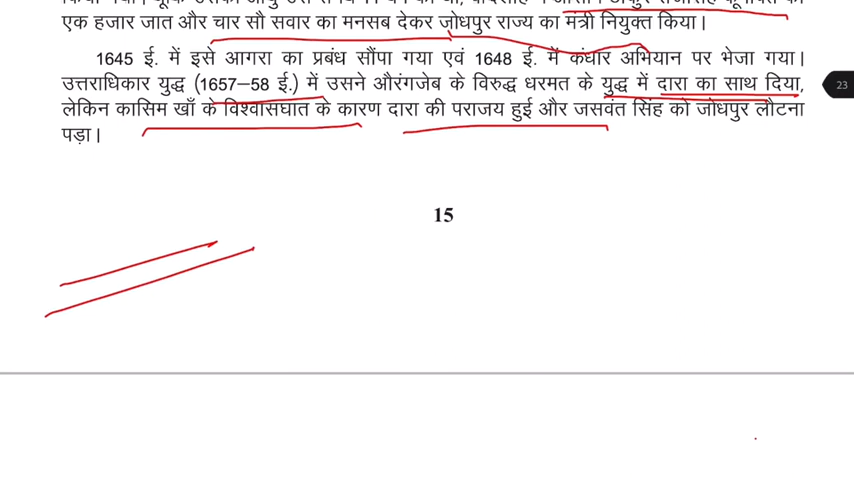 एक हजार जात और चार सौ सवार का मनसब देकर जोधपुर राज्य का मंत्री नियुक्त किया।
1645 ई. में इसे आगरा का प्रबंध सौंपा गया एवं 1648 ई. में कंधार अभियान पर भेजा गया।
उत्तराधिकार युद्ध (1657–58 ई.) में उसने औरंगजेब के विरुद्ध धरमत के युद्ध में दारा का साथ दिया,
23
लेकिन कासिम खाँ के विश्वासघात के कारण दारा की पराजय हुई और जसवंत सिंह को जोधपुर लौटना
पड़ा।
15